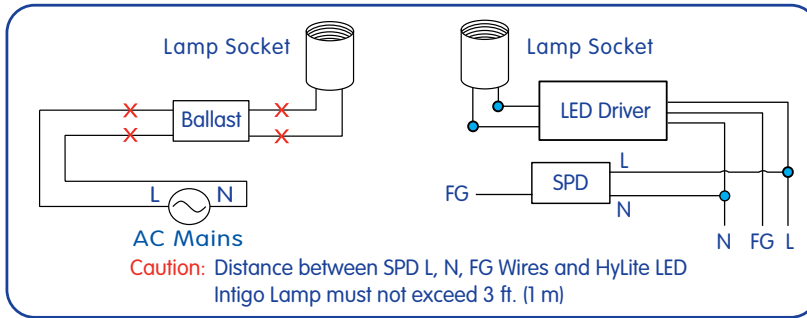 Lamp Socket
Ballast
L N
AC Mains
Lamp Socket
LED Driver
L
SPD
FG
N
N FG L
Caution: Distance between SPD L, N, FG Wires and HyLite LED
Intigo Lamp must not exceed 3 ft. (1 m)